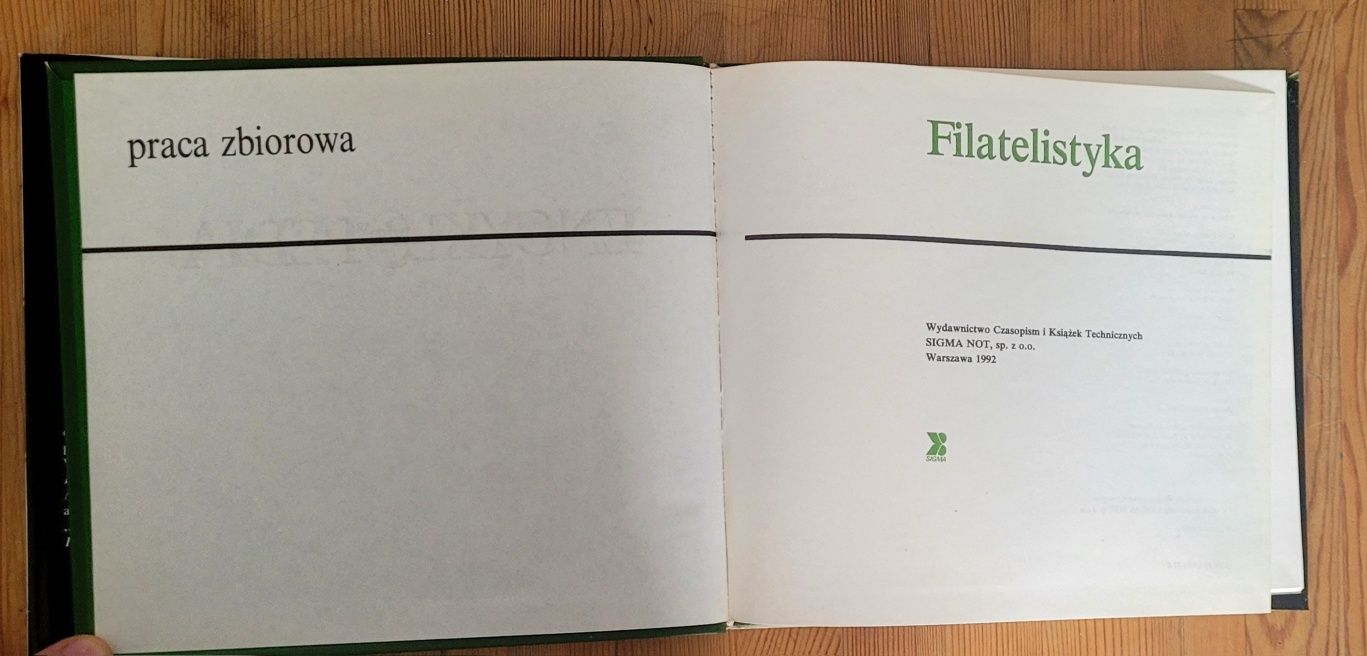 praca zbiorowa
Filatelistyka
Wydawnictwo Czasopism i Książek Technicznych
SIGMA NOT, sp. z o.o.
Warszawa 1992
SIGMA